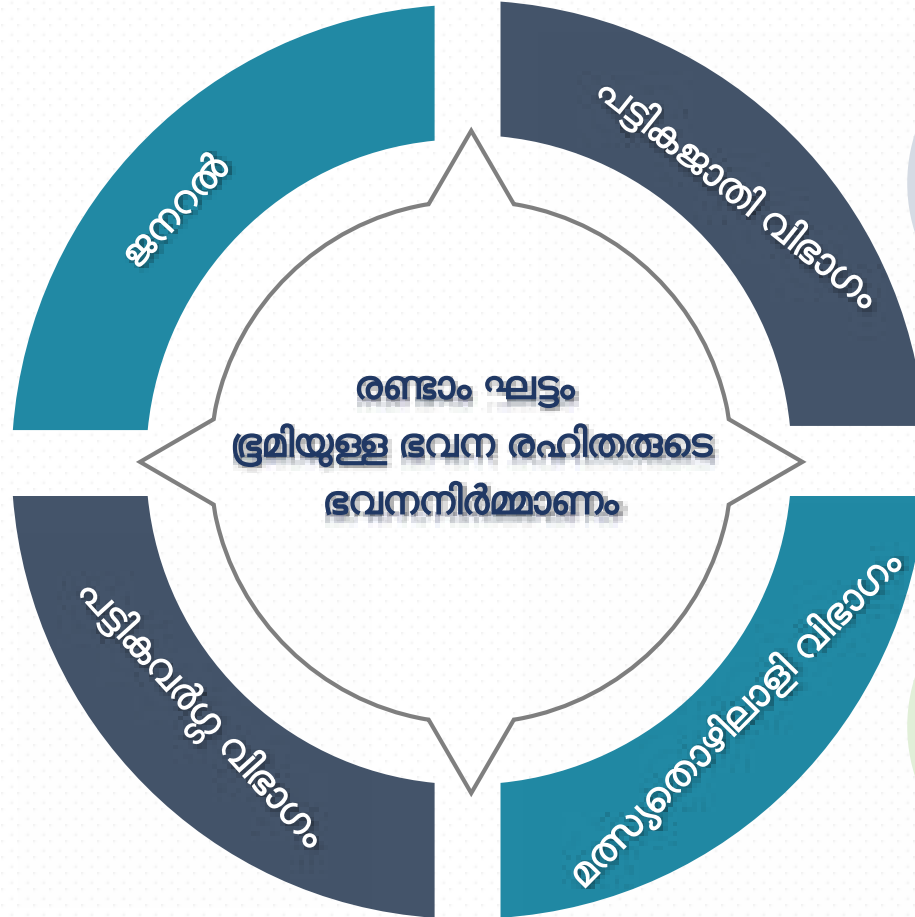 ജനറൽ
പട്ടികജാതി വിഭാഗം
രണ്ടാം ഘട്ടം
ഭൂമിയുള്ള ഭവന രഹിതരുടെ
ഭവനനിർമ്മാണം
പട്ടികവർഗ്ഗ വിഭാഗം
മത്സ്യതൊഴിലാളി വിഭാഗം